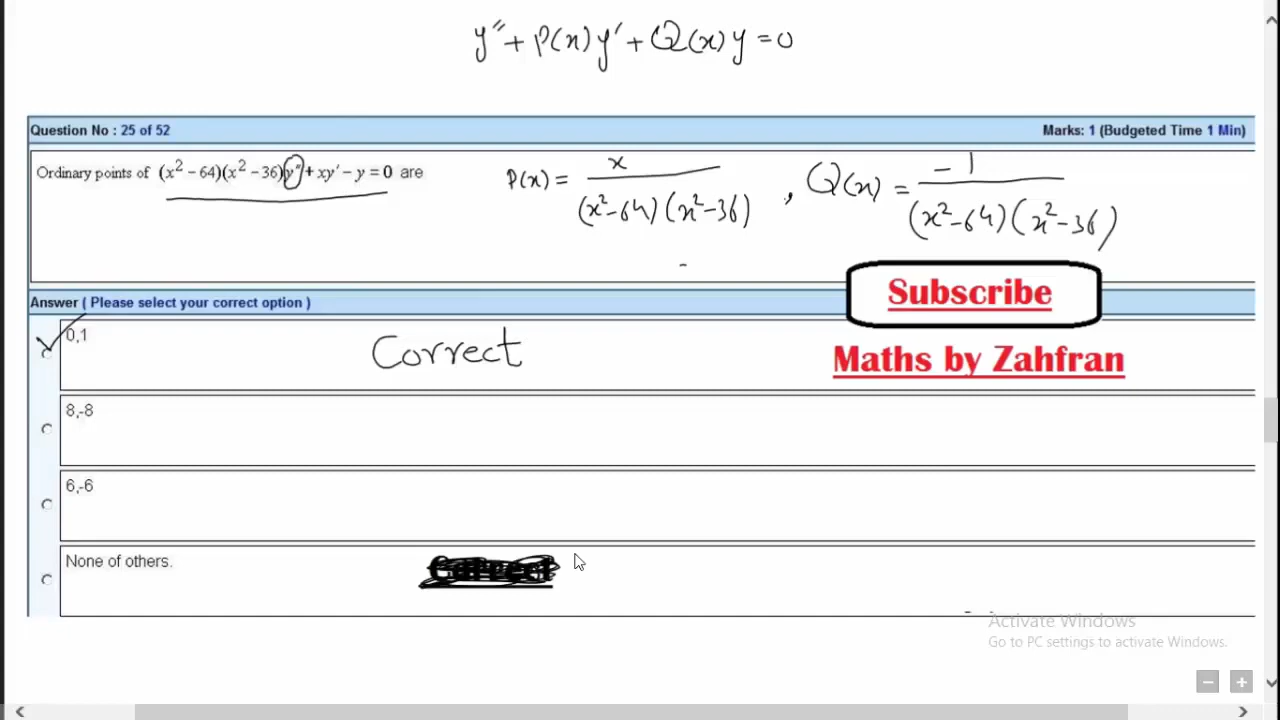 y″ + P(x)y′ + Q(x)y = 0
Question No : 25 of 52 Marks: 1 (Budgeted Time 1 Min)
Ordinary points of (x² − 64)(x² − 36)y″ + xy′ − y = 0 are
P(x) = x / (x²−64)(x²−36) , Q(x) = −1 / (x²−64)(x²−36)
Answer ( Please select your correct option )
Subscribe
0,1
Correct
Maths by Zahfran
8,-8
6,-6
None of others.
Correct
Activate Windows
Go to PC settings to activate Windows.